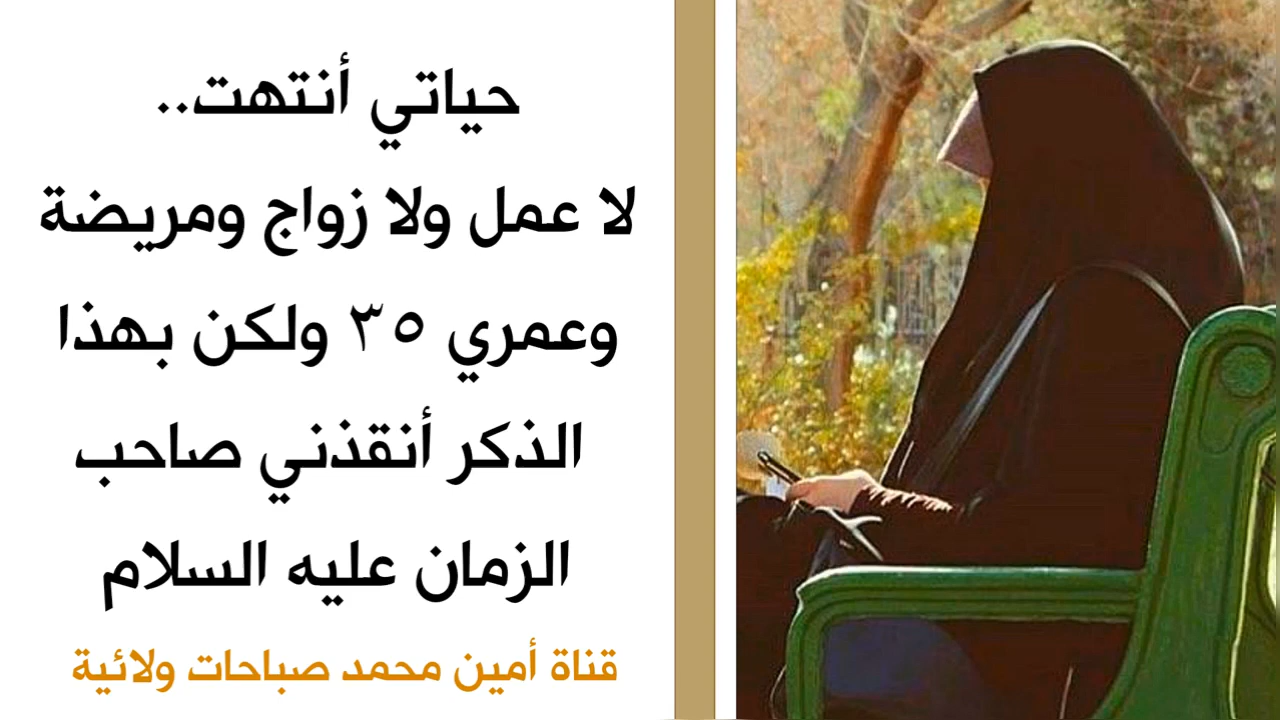 حياتي أنتهت..
لا عمل ولا زواج ومريضة
وعمري ٣٥ ولكن بهذا
الذكر أنقذني صاحب
الزمان عليه السلام
قناة أمين محمد صباحات ولائية